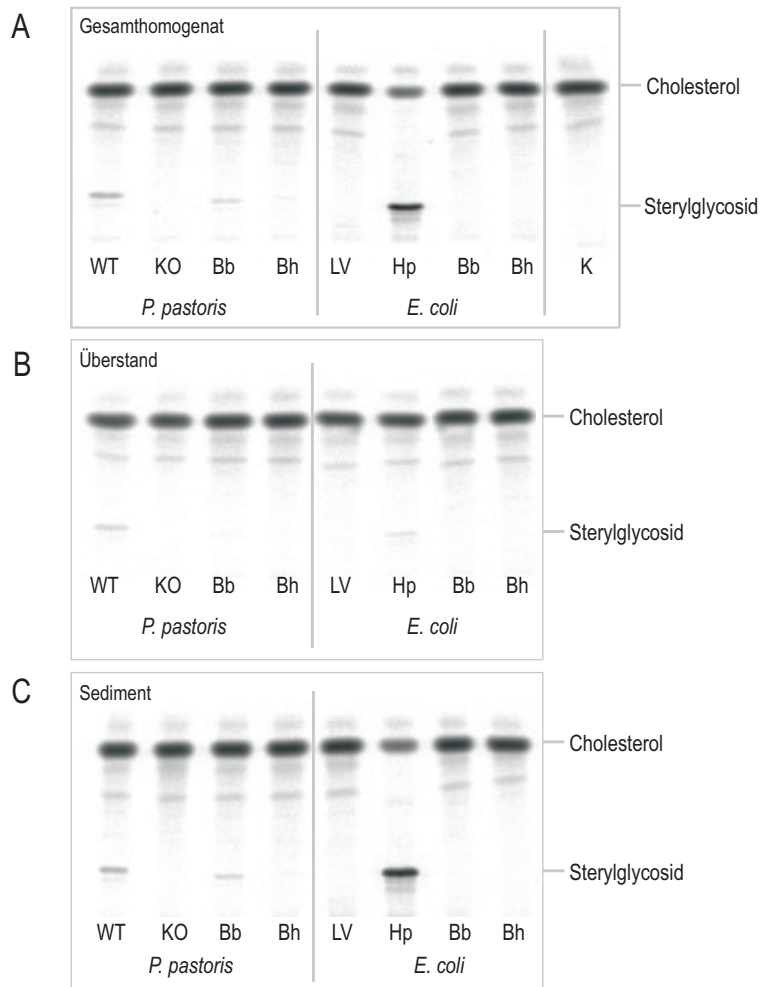 A
Gesamthomogenat
Cholesterol
Sterylglycosid
WT KO Bb Bh LV Hp Bb Bh K
P. pastoris E. coli
B
Überstand
Cholesterol
Sterylglycosid
WT KO Bb Bh LV Hp Bb Bh
P. pastoris E. coli
C
Sediment
Cholesterol
Sterylglycosid
WT KO Bb Bh LV Hp Bb Bh
P. pastoris E. coli